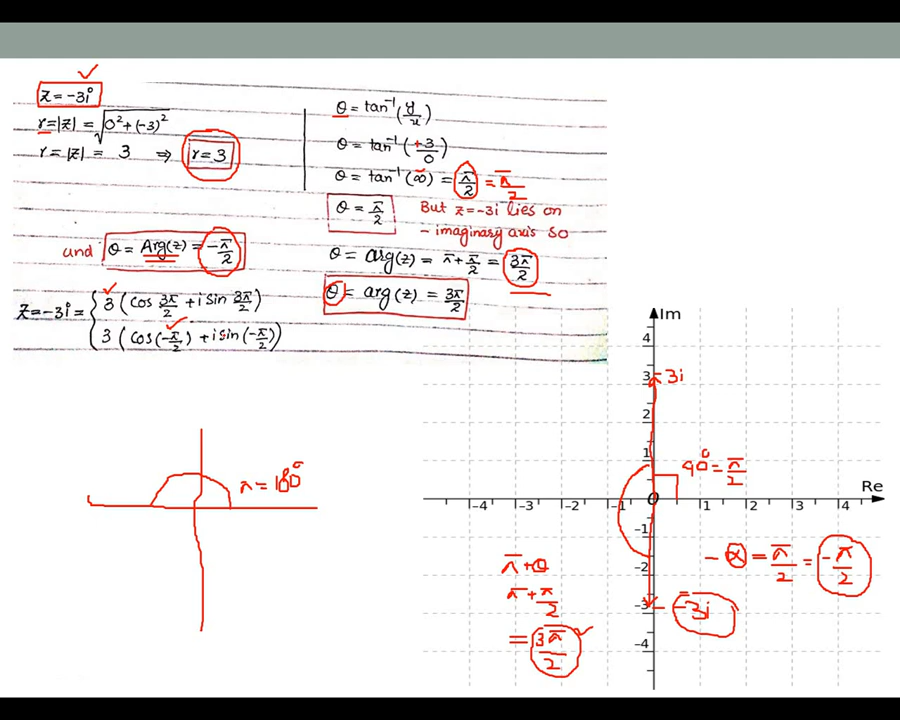 z = -3i
r = |z| = √(0² + (-3)²)
r = |z| = 3 ⇒ r = 3
θ = tan⁻¹(y/x)
θ = tan⁻¹(+3/0)
θ = tan⁻¹(∞) = π/2 = π/2
θ = π/2
But z = -3i lies on
- imaginary axis so
θ = arg(z) = π + π/2 = 3π/2
θ = arg(z) = 3π/2
and θ = Arg(z) = -π/2
z = -3i = { 3 (cos 3π/2 + i sin 3π/2)
3 (cos(-π/2) + i sin(-π/2))
π = 180°
Im
4
3
3i
2
1
90° = π/2
Re
-4 -3 -2 -1 0 1 2 3 4
-1
-2
-3
-3i
-4
-α = π/2 = -π/2
π + θ
π + π/2
= 3π/2